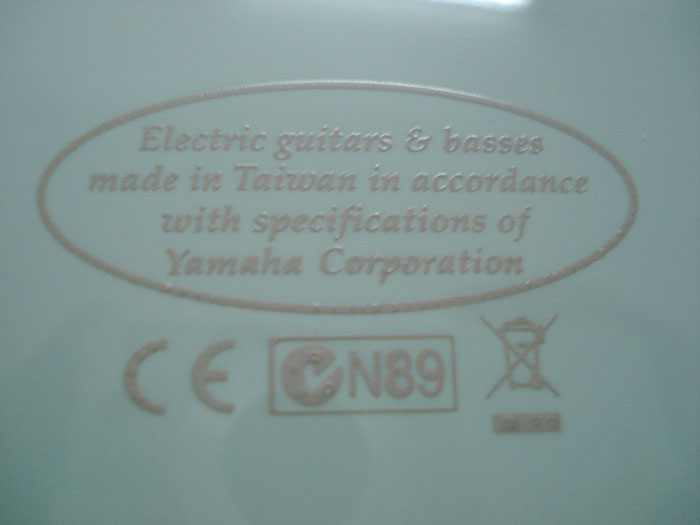 Electric guitars & basses
made in Taiwan in accordance
with specifications of
Yamaha Corporation
CE N89